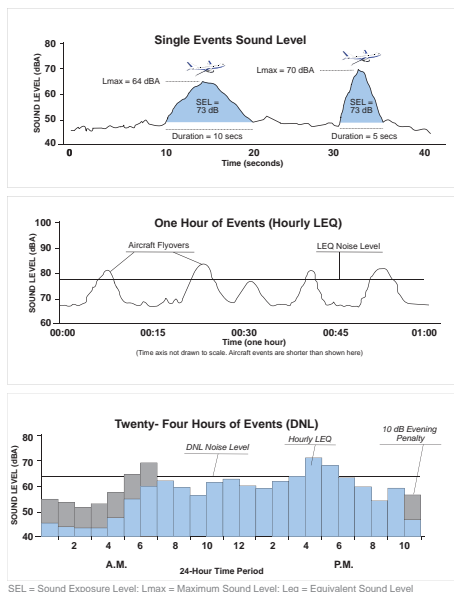 Single Events Sound Level
SOUND LEVEL (dBA)
80
70
60
50
40
Lmax = 64 dBA
Lmax = 70 dBA
SEL =
73 dB
SEL =
73 dB
Duration = 10 secs
Duration = 5 secs
0 10 20 30 40
Time (seconds)
One Hour of Events (Hourly LEQ)
SOUND LEVEL (dBA)
100
90
80
70
60
Aircraft Flyovers
LEQ Noise Level
00:00 00:15 00:30 00:45 01:00
Time (one hour)
(Time axis not drawn to scale. Aircraft events are shorter than shown here)
Twenty- Four Hours of Events (DNL)
SOUND LEVEL (dBA)
80
70
60
50
40
DNL Noise Level
Hourly LEQ
10 dB Evening
Penalty
2 4 6 8 10 12 2 4 6 8 10
A.M. 24-Hour Time Period P.M.
SEL = Sound Exposure Level; Lmax = Maximum Sound Level; Leq = Equivalent Sound Level